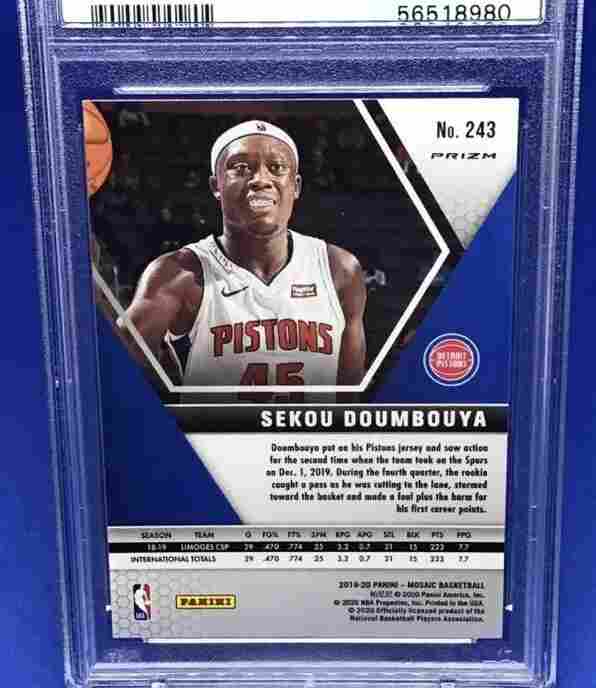 56518980
No. 243
PRIZM
PISTONS
45
DETROIT
PISTONS
SEKOU DOUMBOUYA
Doumbouya put on his Pistons jersey and saw action
for the second time when the team took on the Spurs
on Dec. 1, 2019. During the fourth quarter, the rookie
caught a pass as he was cutting to the lane, stormed
toward the basket and made a foul plus the harm for
his first career points.
SEASON TEAM G FG% FT% 3PM RPG APG STL BLK PTS PPG
18-19 LIMOGES CSP 29 .470 .774 25 3.2 0.7 21 15 223 7.7
INTERNATIONAL TOTALS 29 .470 .774 25 3.2 0.7 21 15 223 7.7
2019-20 PANINI – MOSAIC BASKETBALL
© 2020 Panini America, Inc.
© 2020 NBA Properties, Inc. Printed in the USA.
© 2020 Officially licensed product of the
National Basketball Players Association.
NBA
PANINI